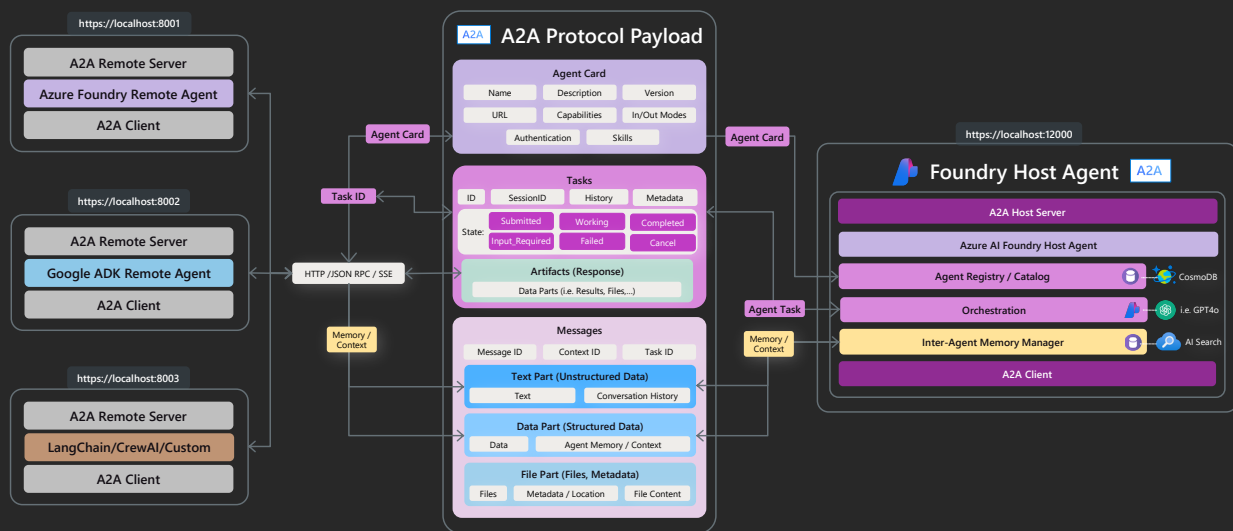 https://localhost:8001
A2A Remote Server
Azure Foundry Remote Agent
A2A Client
https://localhost:8002
A2A Remote Server
Google ADK Remote Agent
A2A Client
https://localhost:8003
A2A Remote Server
LangChain/CrewAI/Custom
A2A Client
Agent Card
Task ID
HTTP /JSON RPC / SSE
Memory /
Context
A2A
A2A Protocol Payload
Agent Card
Name
Description
Version
URL
Capabilities
In/Out Modes
Authentication
Skills
Tasks
ID
SessionID
History
Metadata
State:
Submitted
Working
Completed
Input_Required
Failed
Cancel
Artifacts (Response)
Data Parts (i.e. Results, Files,...)
Messages
Message ID
Context ID
Task ID
Text Part (Unstructured Data)
Text
Conversation History
Data Part (Structured Data)
Data
Agent Memory / Context
File Part (Files, Metadata)
Files
Metadata / Location
File Content
Agent Card
Agent Task
Memory /
Context
https://localhost:12000
Foundry Host Agent
A2A
A2A Host Server
Azure AI Foundry Host Agent
Agent Registry / Catalog
CosmoDB
Orchestration
i.e. GPT4o
Inter-Agent Memory Manager
AI Search
A2A Client